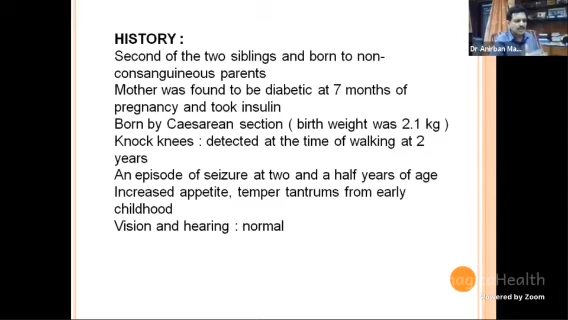 Dr Anirban Ma...
HISTORY :
Second of the two siblings and born to non-
consanguineous parents
Mother was found to be diabetic at 7 months of
pregnancy and took insulin
Born by Caesarean section ( birth weight was 2.1 kg )
Knock knees : detected at the time of walking at 2
years
An episode of seizure at two and a half years of age
Increased appetite, temper tantrums from early
childhood
Vision and hearing : normal
Health
Powered by Zoom